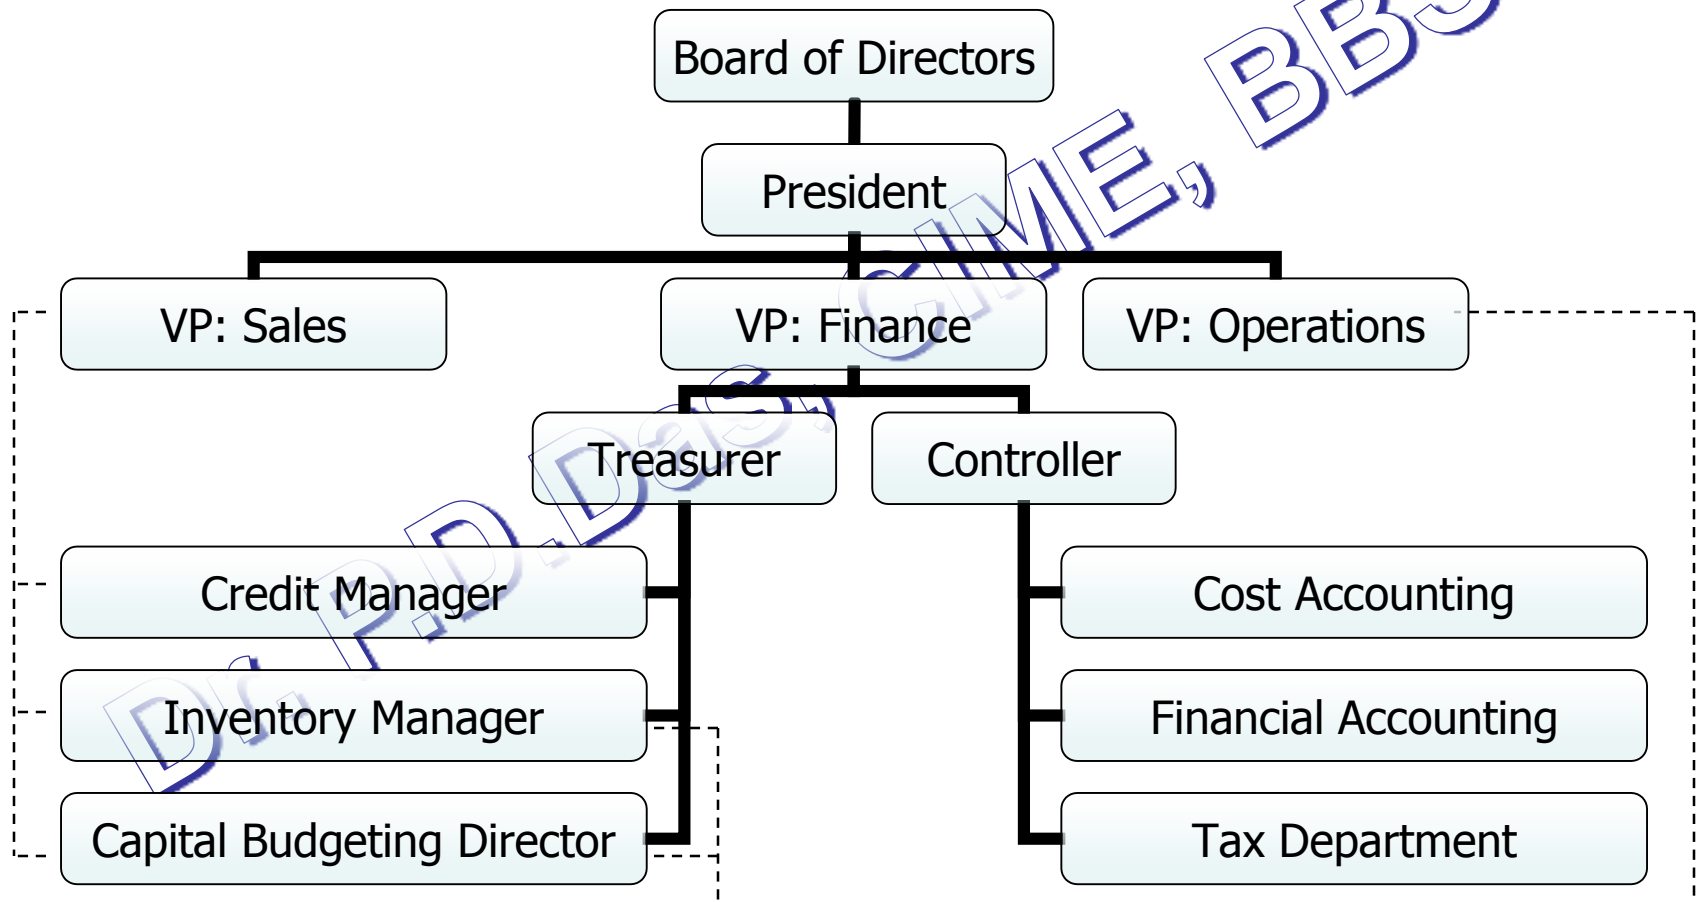 Board of Directors
President
VP: Sales
VP: Finance
VP: Operations
Treasurer
Controller
Credit Manager
Cost Accounting
Inventory Manager
Financial Accounting
Capital Budgeting Director
Tax Department
Dr. P.D.Das, CIME, BBS